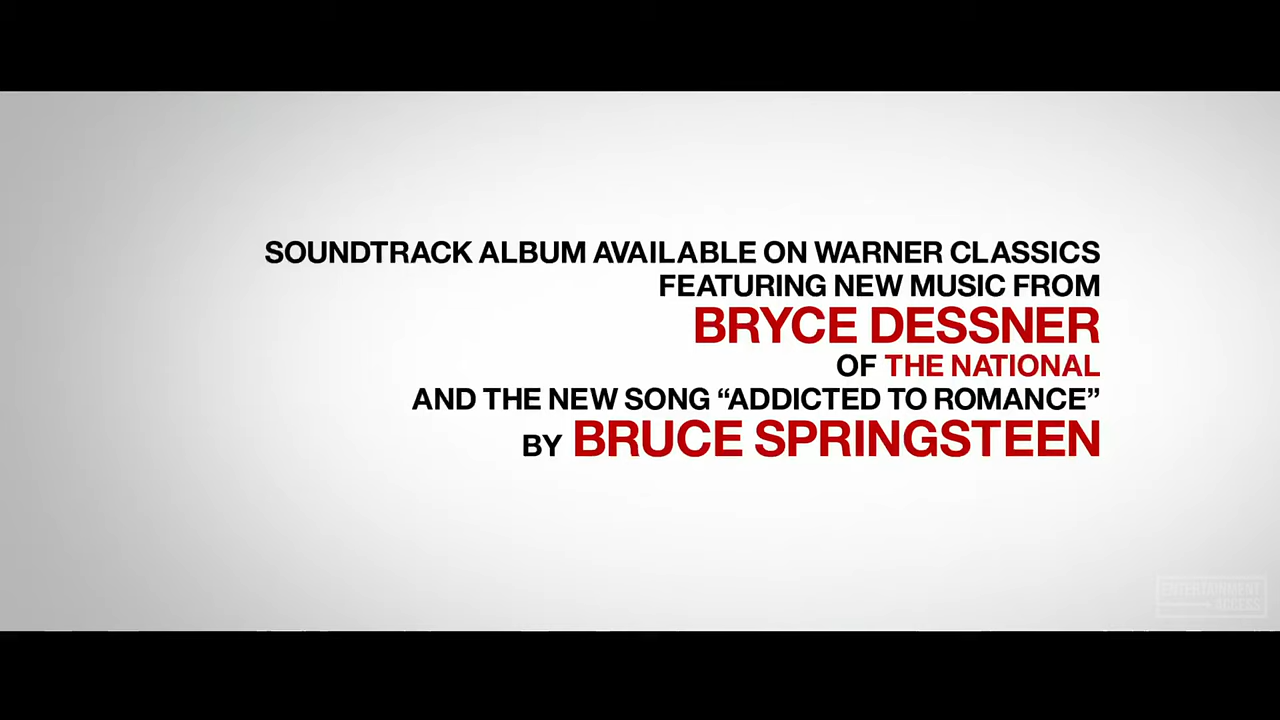 SOUNDTRACK ALBUM AVAILABLE ON WARNER CLASSICS
FEATURING NEW MUSIC FROM
BRYCE DESSNER
OF THE NATIONAL
AND THE NEW SONG “ADDICTED TO ROMANCE”
BY BRUCE SPRINGSTEEN
ENTERTAINMENT
ACCESS